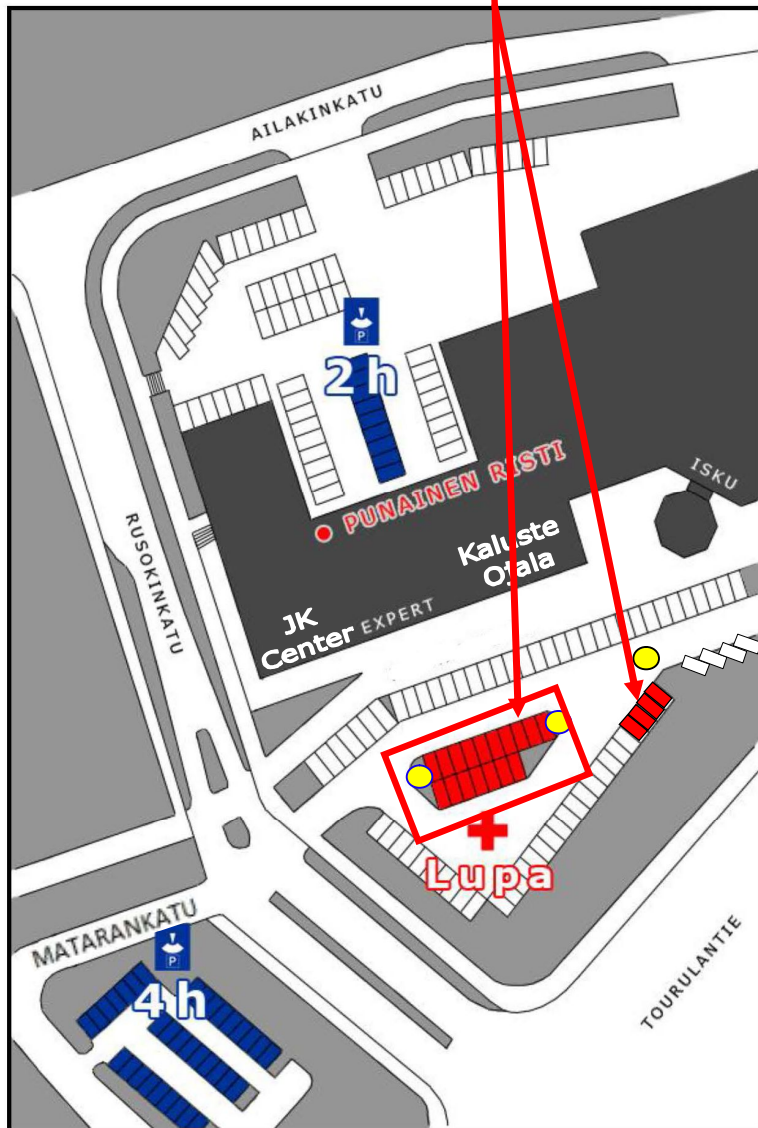 AILAKINKATU
P
2 h
RUSOKINKATU
PUNAINEN RISTI
ISKU
Kaluste
Ojala
JK
Center
EXPERT
Lupa
MATARANKATU
P
4 h
TOURULANTIE